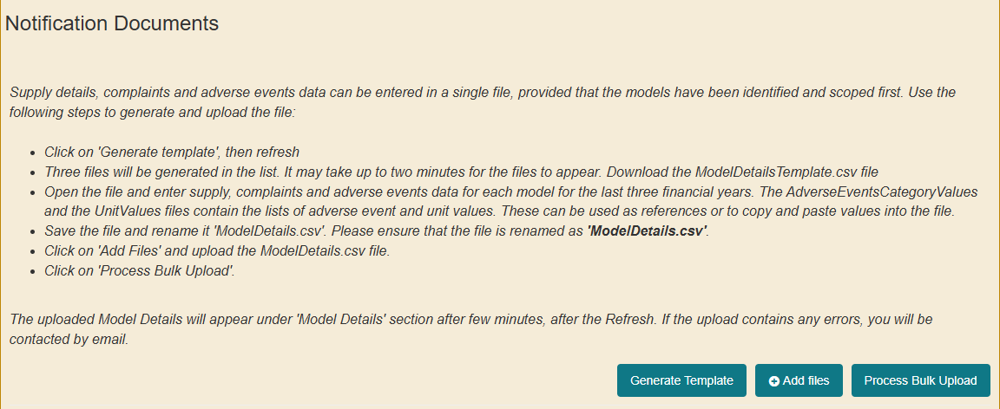 Notification Documents
Supply details, complaints and adverse events data can be entered in a single file, provided that the models have been identified and scoped first. Use the
following steps to generate and upload the file:
• Click on 'Generate template', then refresh
• Three files will be generated in the list. It may take up to two minutes for the files to appear. Download the ModelDetailsTemplate.csv file
• Open the file and enter supply, complaints and adverse events data for each model for the last three financial years. The AdverseEventsCategoryValues
and the UnitValues files contain the lists of adverse event and unit values. These can be used as references or to copy and paste values into the file.
• Save the file and rename it 'ModelDetails.csv'. Please ensure that the file is renamed as 'ModelDetails.csv'.
• Click on 'Add Files' and upload the ModelDetails.csv file.
• Click on 'Process Bulk Upload'.
The uploaded Model Details will appear under 'Model Details' section after few minutes, after the Refresh. If the upload contains any errors, you will be
contacted by email.
Generate Template Add files Process Bulk Upload